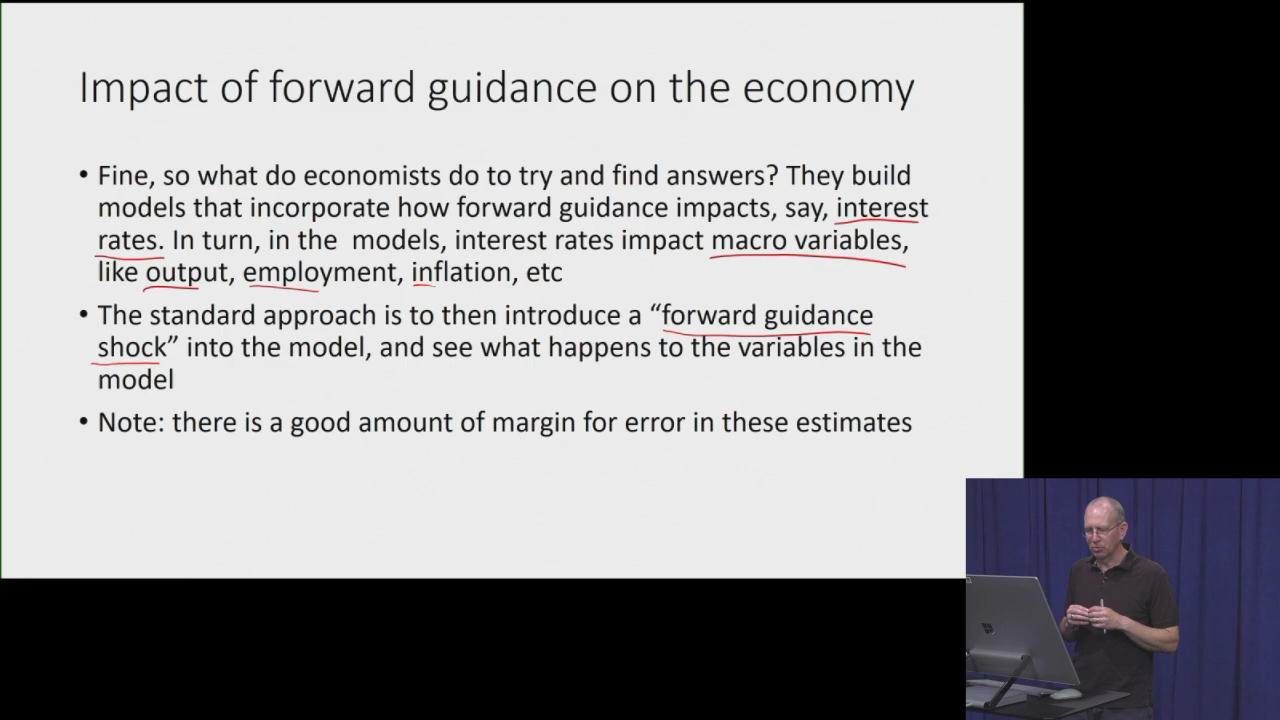 Impact of forward guidance on the economy
• Fine, so what do economists do to try and find answers? They build
models that incorporate how forward guidance impacts, say, interest
rates. In turn, in the  models, interest rates impact macro variables,
like output, employment, inflation, etc
• The standard approach is to then introduce a “forward guidance
shock” into the model, and see what happens to the variables in the
model
• Note: there is a good amount of margin for error in these estimates